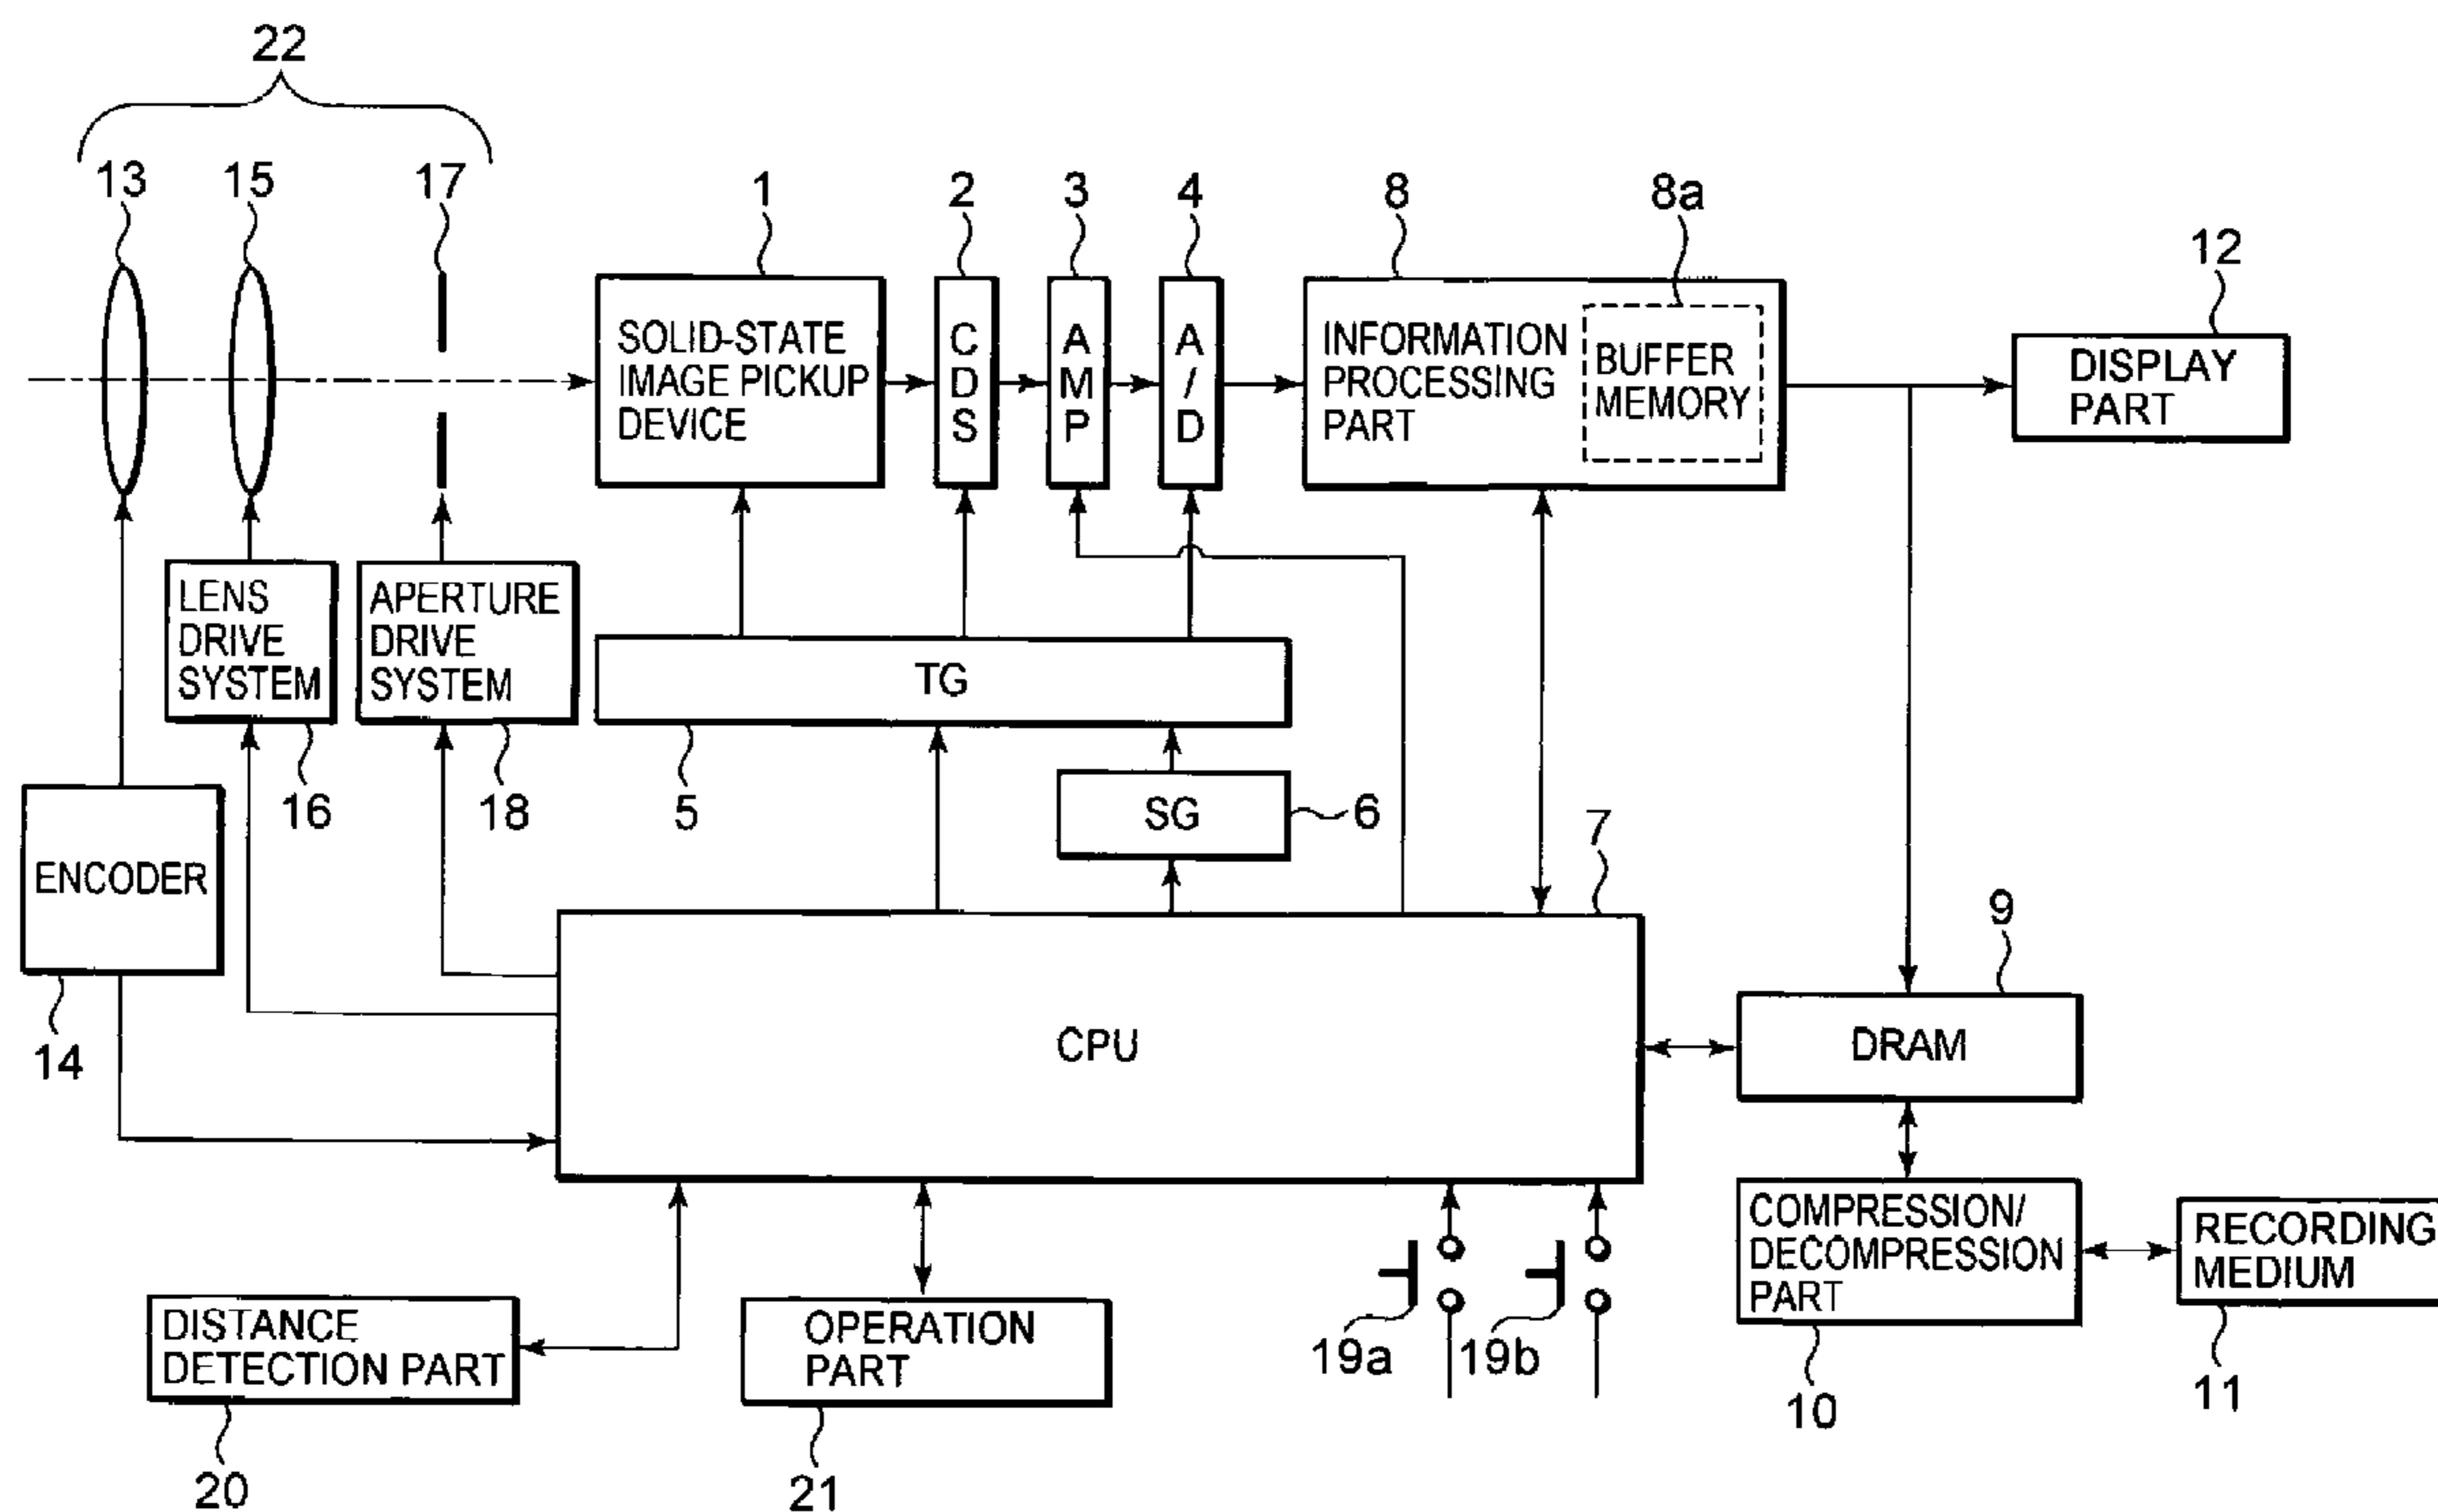 22
13
15
17
1
2
3
4
8
8a
12
SOLID-STATE
IMAGE PICKUP
DEVICE
C
D
S
A
M
P
A
/
D
INFORMATION
PROCESSING
PART
BUFFER
MEMORY
DISPLAY
PART
LENS
DRIVE
SYSTEM
APERTURE
DRIVE
SYSTEM
TG
16
18
5
SG
6
7
ENCODER
14
9
CPU
DRAM
COMPRESSION/
DECOMPRESSION
PART
RECORDING
MEDIUM
DISTANCE
DETECTION PART
OPERATION
PART
19a
19b
10
11
20
21